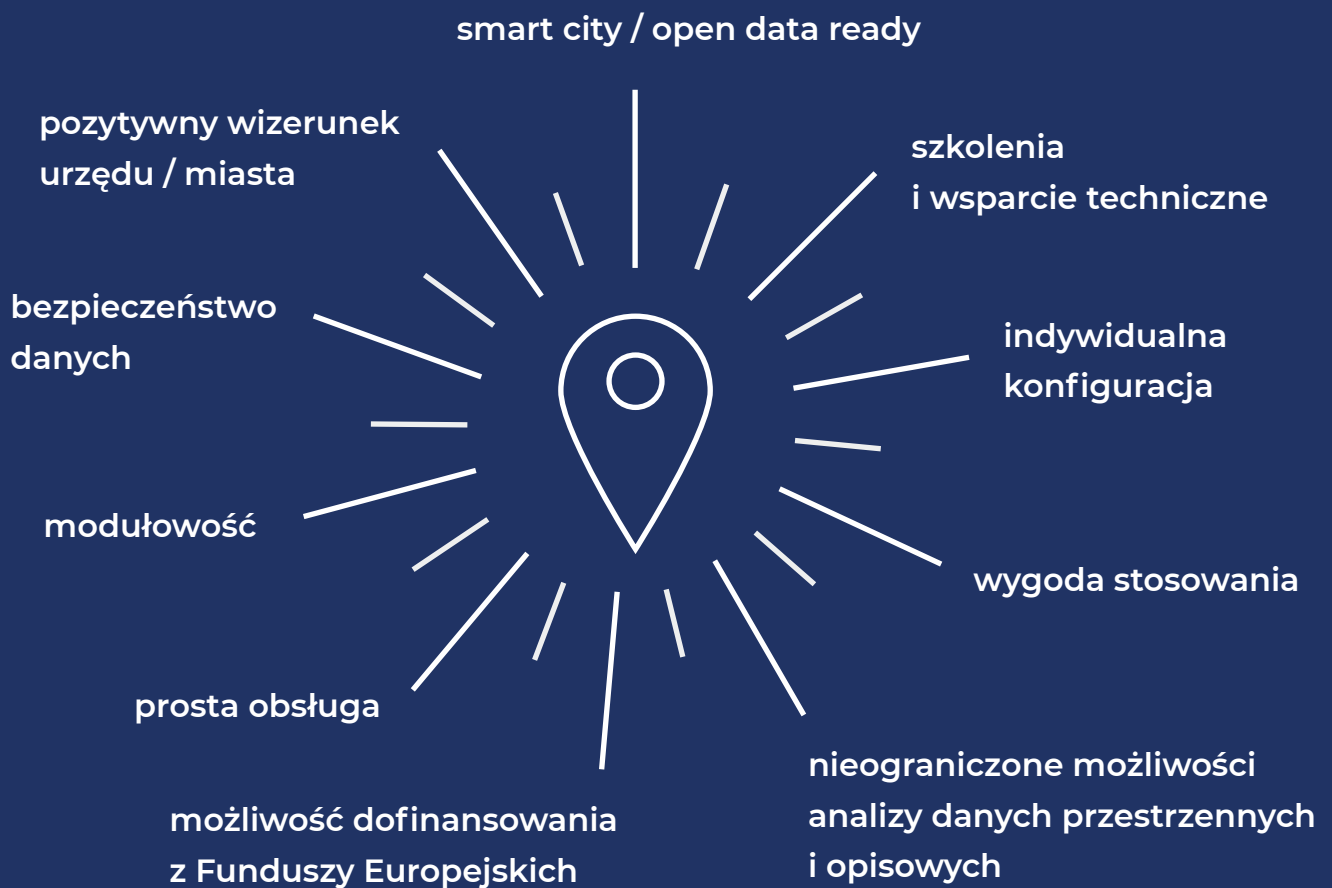 smart city / open data ready
pozytywny wizerunek
urzędu / miasta
szkolenia
i wsparcie techniczne
bezpieczeństwo
danych
indywidualna
konfiguracja
modułowość
wygoda stosowania
prosta obsługa
nieograniczone możliwości
analizy danych przestrzennych
i opisowych
możliwość dofinansowania
z Funduszy Europejskich